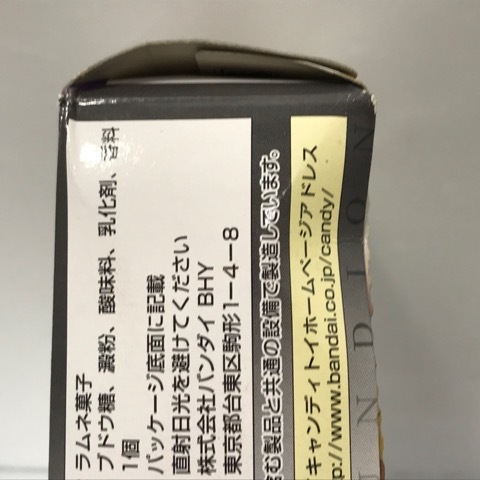 ラムネ菓子
ブドウ糖、澱粉、酸味料、乳化剤、香料
1個
パッケージ底面に記載
直射日光を避けてください
株式会社バンダイ BHY
東京都台東区駒形1-4-8
む製品と共通の設備で製造しています。
キャンディトイホームページアドレス
tp://www.bandai.co.jp/candy/
UNDION